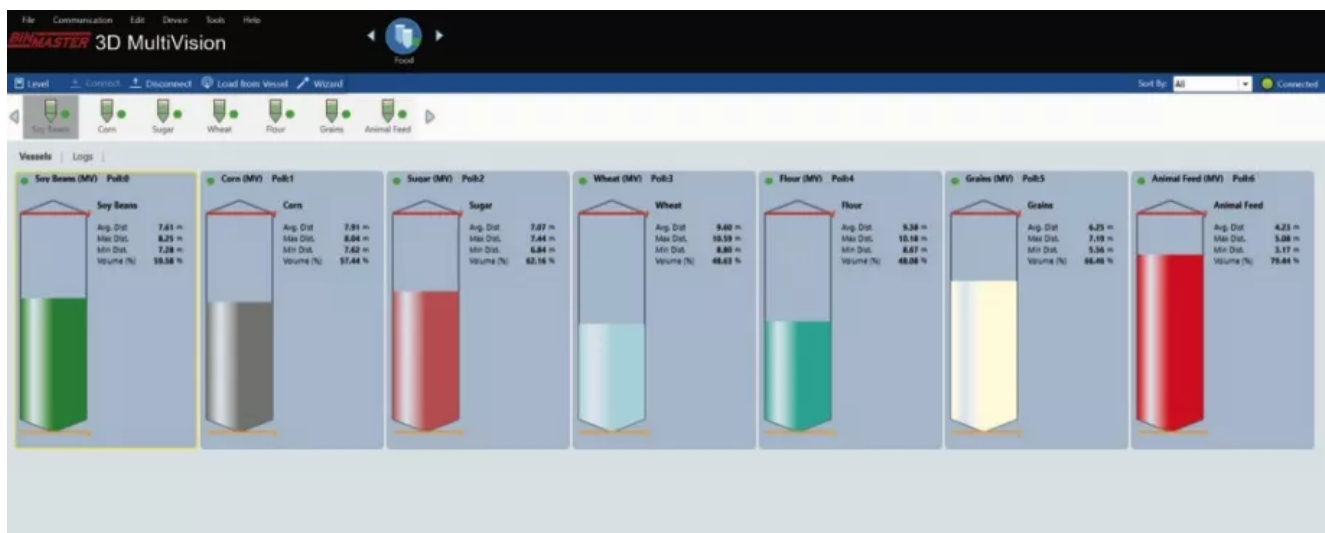 File Communication Edit Device Tools Help
BINMASTER 3D MultiVision
Food
Level Connect Disconnect Load from Vessel Wizard Sort By: All Connected
Soy Beans Corn Sugar Wheat Flour Grains Animal Feed
Vessels | Logs |
Soy Beans (MV) Poll:0
Soy Beans
Avg. Dist 7.61 m
Max Dist. 8.25 m
Min Dist. 7.28 m
Volume (%) 59.58 %
Corn (MV) Poll:1
Corn
Avg. Dist 7.91 m
Max Dist. 8.04 m
Min Dist. 7.62 m
Volume (%) 57.44 %
Sugar (MV) Poll:2
Sugar
Avg. Dist 7.07 m
Max Dist. 7.44 m
Min Dist. 6.84 m
Volume (%) 62.16 %
Wheat (MV) Poll:3
Wheat
Avg. Dist 9.60 m
Max Dist. 10.59 m
Min Dist. 8.80 m
Volume (%) 48.63 %
Flour (MV) Poll:4
Flour
Avg. Dist 9.38 m
Max Dist. 10.18 m
Min Dist. 8.67 m
Volume (%) 48.08 %
Grains (MV) Poll:5
Grains
Avg. Dist 6.25 m
Max Dist. 7.19 m
Min Dist. 5.56 m
Volume (%)
Animal Feed (MV) Poll:6
Animal Feed
Avg. Dist 4.23 m
Max Dist. 5.08 m
Min Dist. 3.17 m
Volume (%) 79.44 %